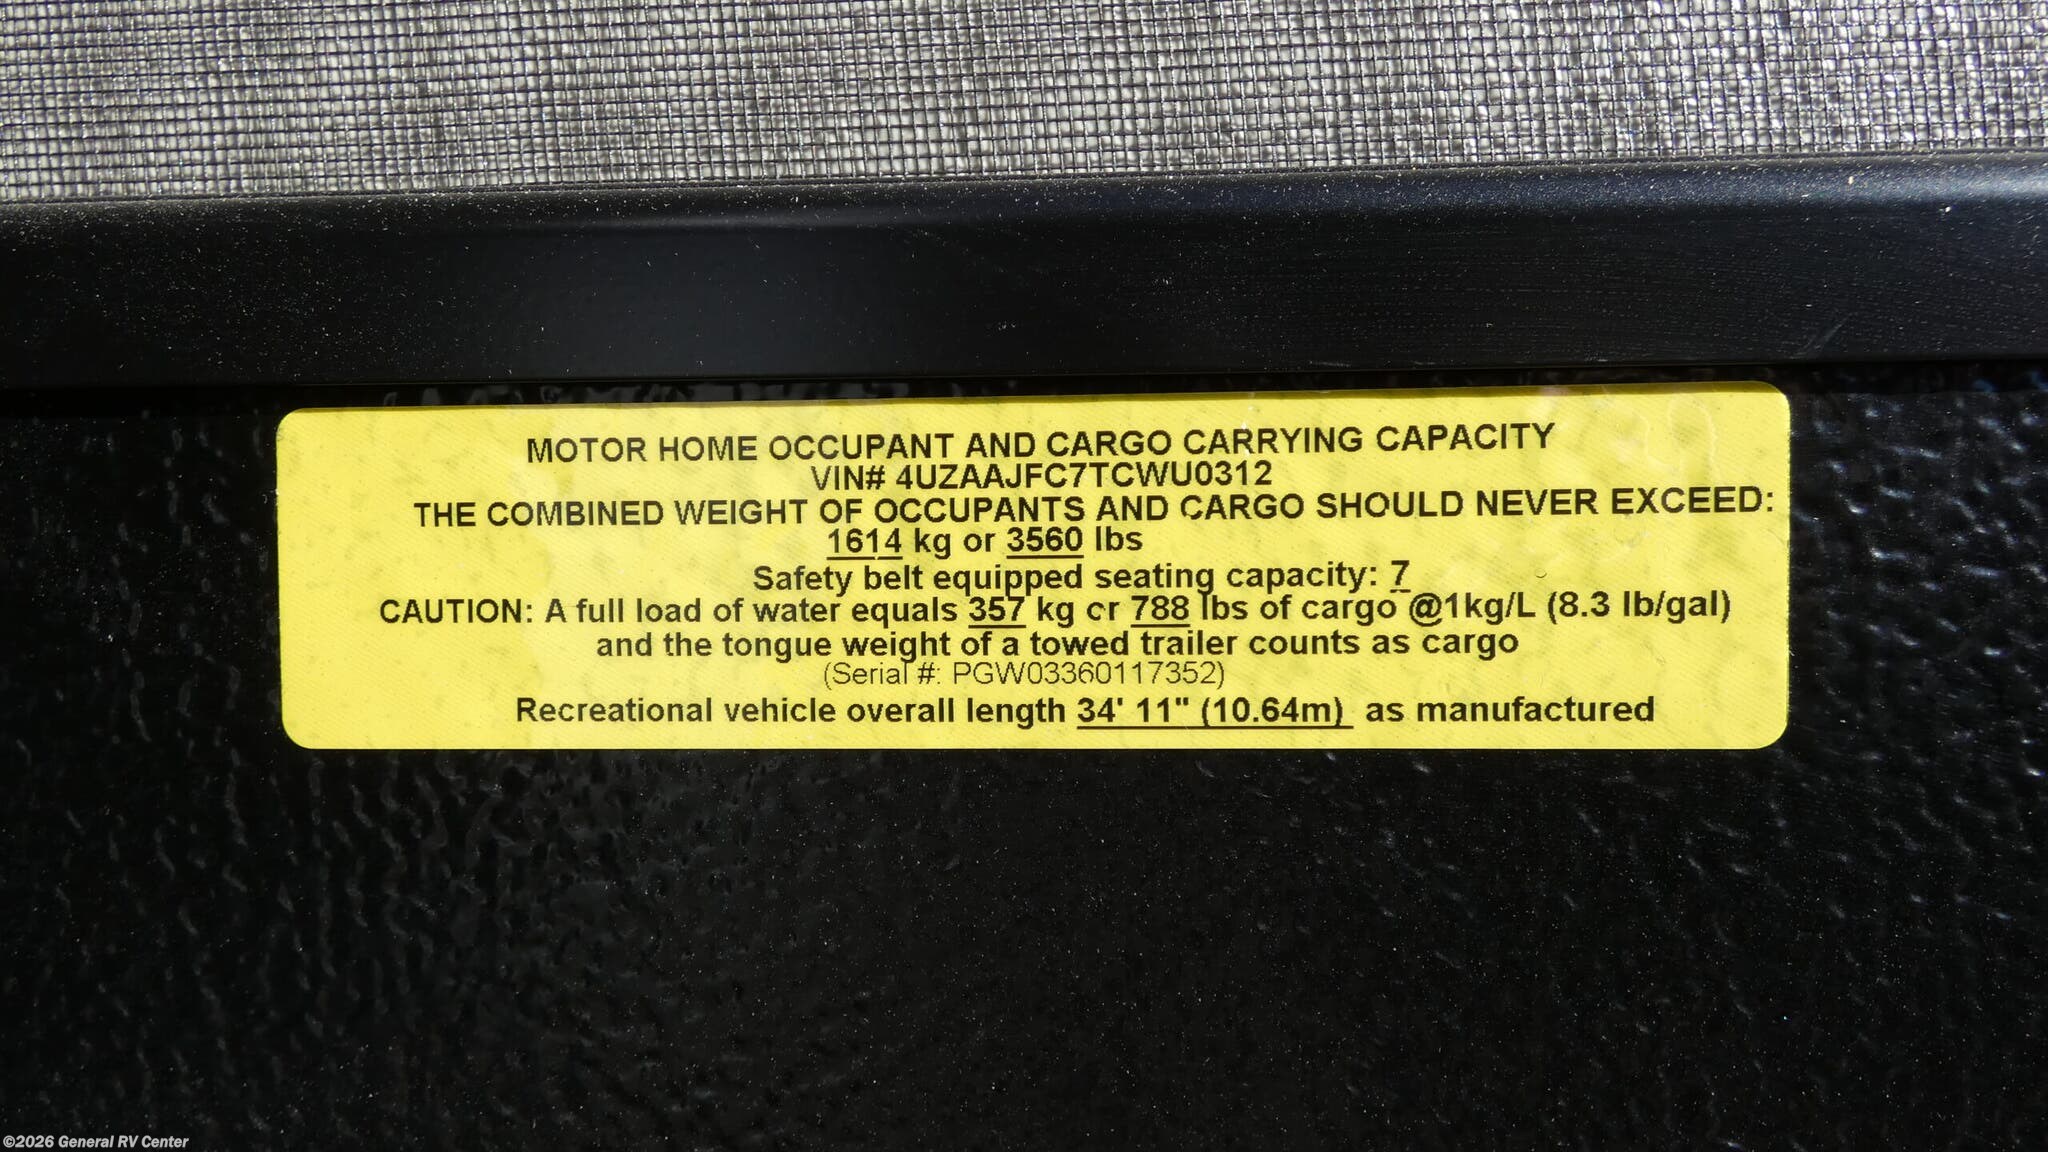 MOTOR HOME OCCUPANT AND CARGO CARRYING CAPACITY
VIN# 4UZAAJFC7TCWU0312
THE COMBINED WEIGHT OF OCCUPANTS AND CARGO SHOULD NEVER EXCEED:
1614 kg or 3560 lbs
Safety belt equipped seating capacity: 7
CAUTION: A full load of water equals 357 kg or 788 lbs of cargo @1kg/L (8.3 lb/gal)
and the tongue weight of a towed trailer counts as cargo
(Serial #: PGW03360117352)
Recreational vehicle overall length 34' 11" (10.64m) as manufactured
©2026 General RV Center